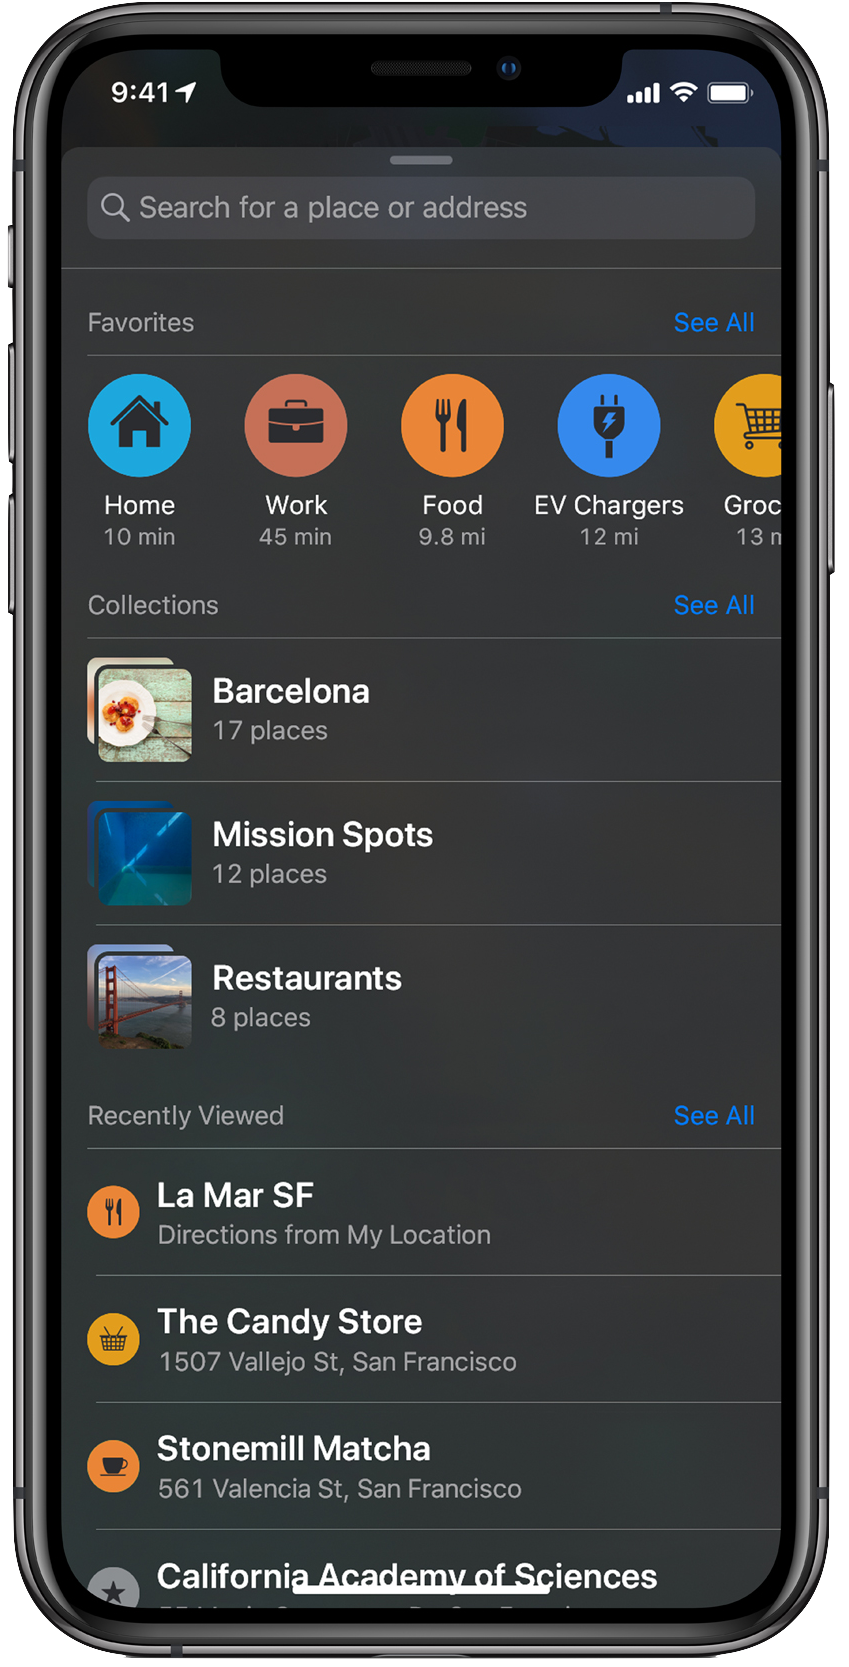 9:41
Search for a place or address
Favorites See All
Home Work Food EV Chargers Groc
10 min 45 min 9.8 mi 12 mi 13
Collections See All
Barcelona
17 places
Mission Spots
12 places
Restaurants
8 places
Recently Viewed See All
La Mar SF
Directions from My Location
The Candy Store
1507 Vallejo St, San Francisco
Stonemill Matcha
561 Valencia St, San Francisco
California Academy of Sciences